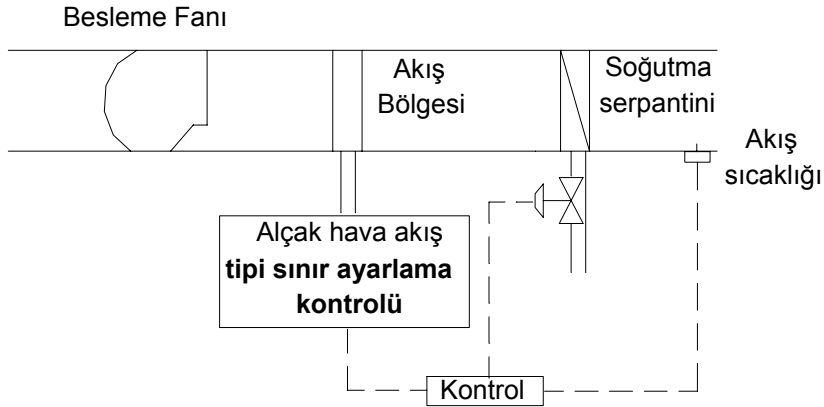 Besleme Fanı
Akış
Bölgesi
Soğutma
serpantini
Akış
sıcaklığı
Alçak hava akış
tipi sınır ayarlama
kontrolü
Kontrol